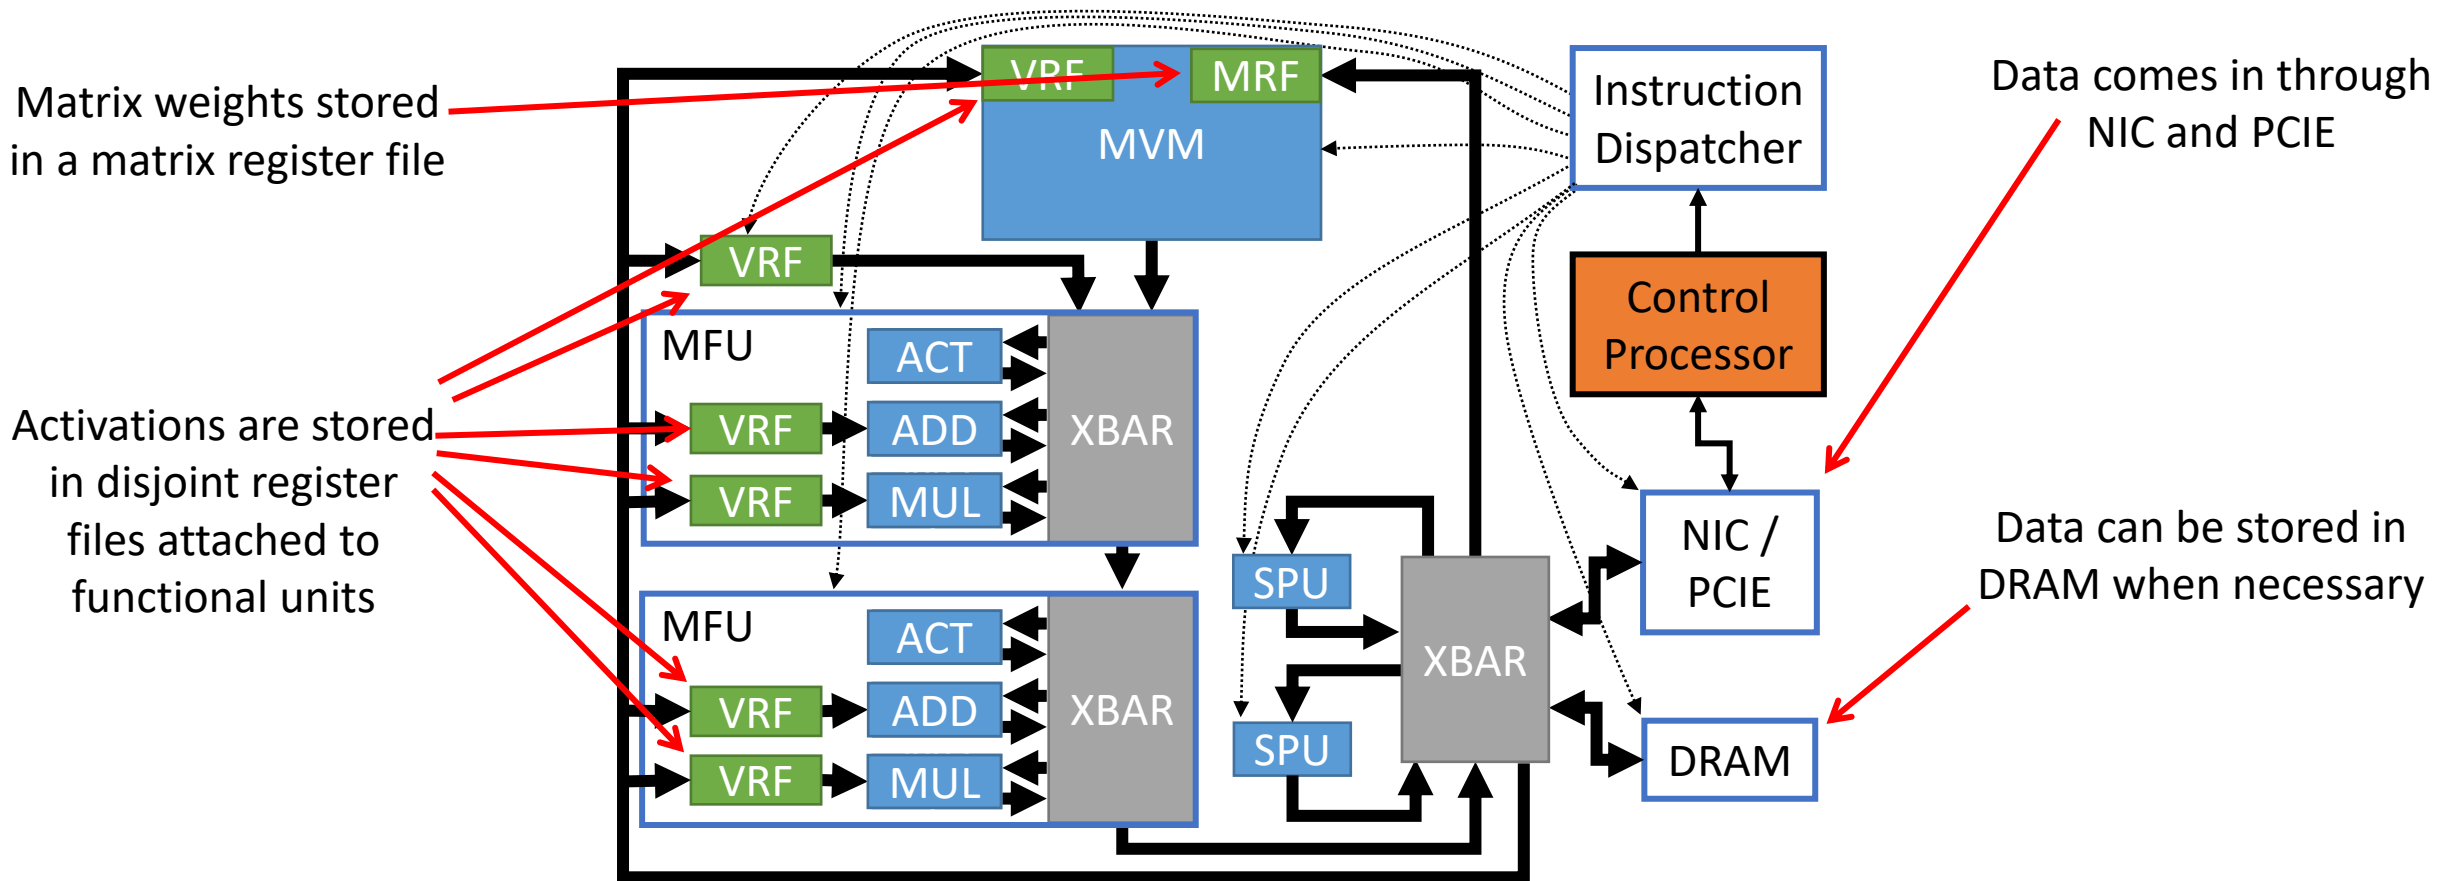 Matrix weights stored
in a matrix register file
Activations are stored
in disjoint register
files attached to
functional units
VRF
MRF
MVM
VRF
MFU
ACT
VRF
ADD
VRF
MUL
XBAR
MFU
ACT
VRF
ADD
VRF
MUL
XBAR
SPU
SPU
XBAR
Instruction
Dispatcher
Control
Processor
NIC /
PCIE
DRAM
Data comes in through
NIC and PCIE
Data can be stored in
DRAM when necessary